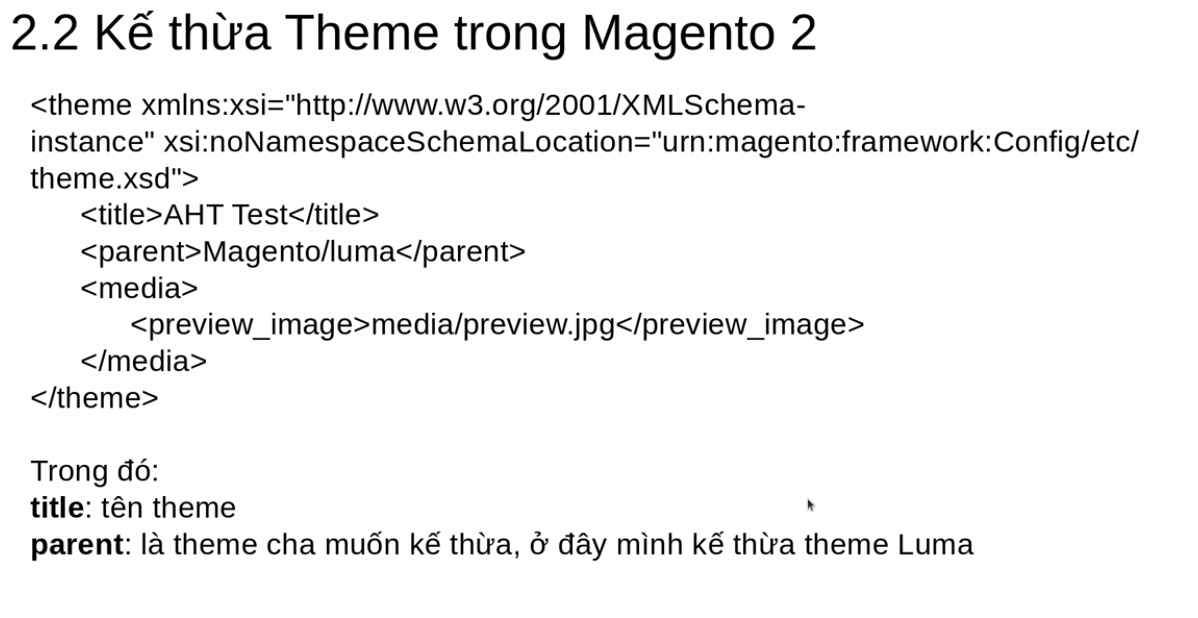 2.2 Kế thừa Theme trong Magento 2
<theme xmlns:xsi="http://www.w3.org/2001/XMLSchema-
instance" xsi:noNamespaceSchemaLocation="urn:magento:framework:Config/etc/
theme.xsd">
<title>AHT Test</title>
<parent>Magento/luma</parent>
<media>
<preview_image>media/preview.jpg</preview_image>
</media>
</theme>
Trong đó:
title: tên theme
parent: là theme cha muốn kế thừa, ở đây mình kế thừa theme Luma